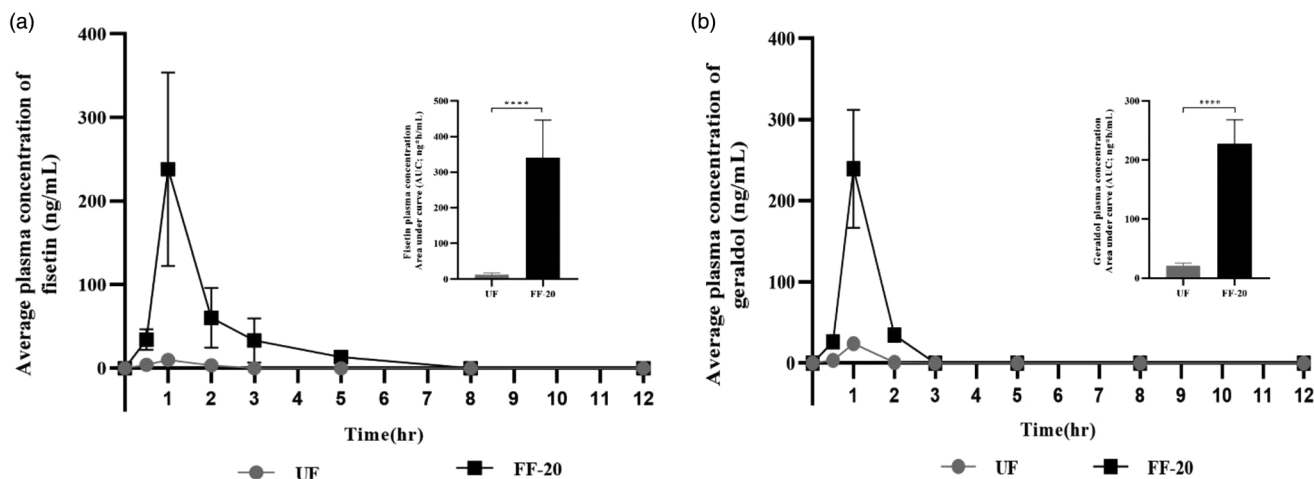 (a)
Average plasma concentration of
fisetin (ng/mL)
400
300
200
100
0
1 2 3 4 5 6 7 8 9 10 11 12
Time(hr)
UF FF-20
Fisetin plasma concentration
Area under curve (AUC; ng*h/mL)
500
400
300
200
100
0
****
UF FF-20
(b)
Average plasma concentration of
geraldol (ng/mL)
400
300
200
100
0
1 2 3 4 5 6 7 8 9 10 11 12
Time(hr)
UF FF-20
Geraldol plasma concentration
Area under curve (AUC; ng*h/mL)
300
200
100
0
****
UF FF-20